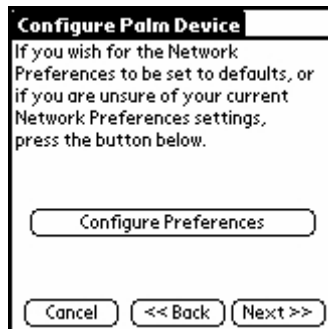 Configure Palm Device
If you wish for the Network
Preferences to be set to defaults, or
if you are unsure of your current
Network Preferences settings,
press the button below.
Configure Preferences
Cancel << Back Next >>